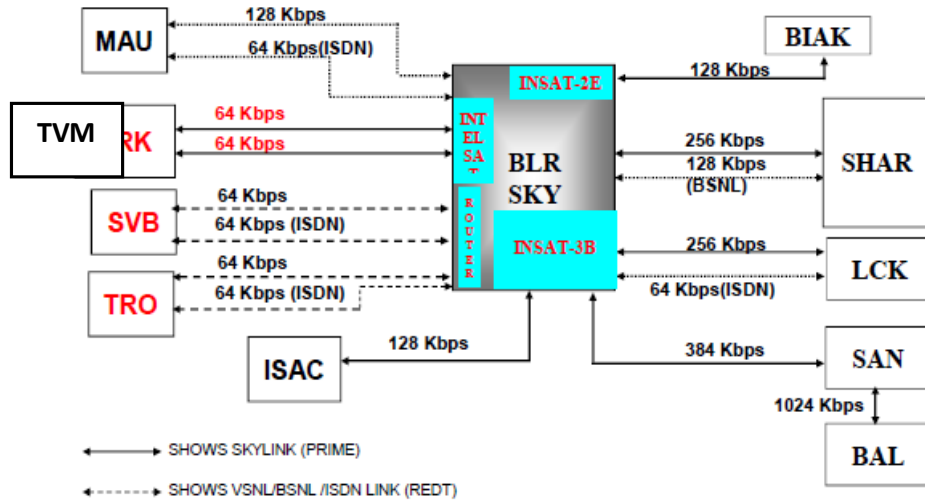 128 Kbps
MAU
64 Kbps(ISDN)
BIAK
INSAT-2E
128 Kbps
TVM
RK
64 Kbps
64 Kbps
INT
EL
SA
T
BLR
SKY
256 Kbps
128 Kbps
(BSNL)
SHAR
SVB
64 Kbps
64 Kbps (ISDN)
R
O
U
T
E
R
INSAT-3B
256 Kbps
64 Kbps(ISDN)
LCK
TRO
64 Kbps
64 Kbps (ISDN)
ISAC
128 Kbps
384 Kbps
SAN
1024 Kbps
BAL
SHOWS SKYLINK (PRIME)
SHOWS VSNL/BSNL /ISDN LINK (REDT)